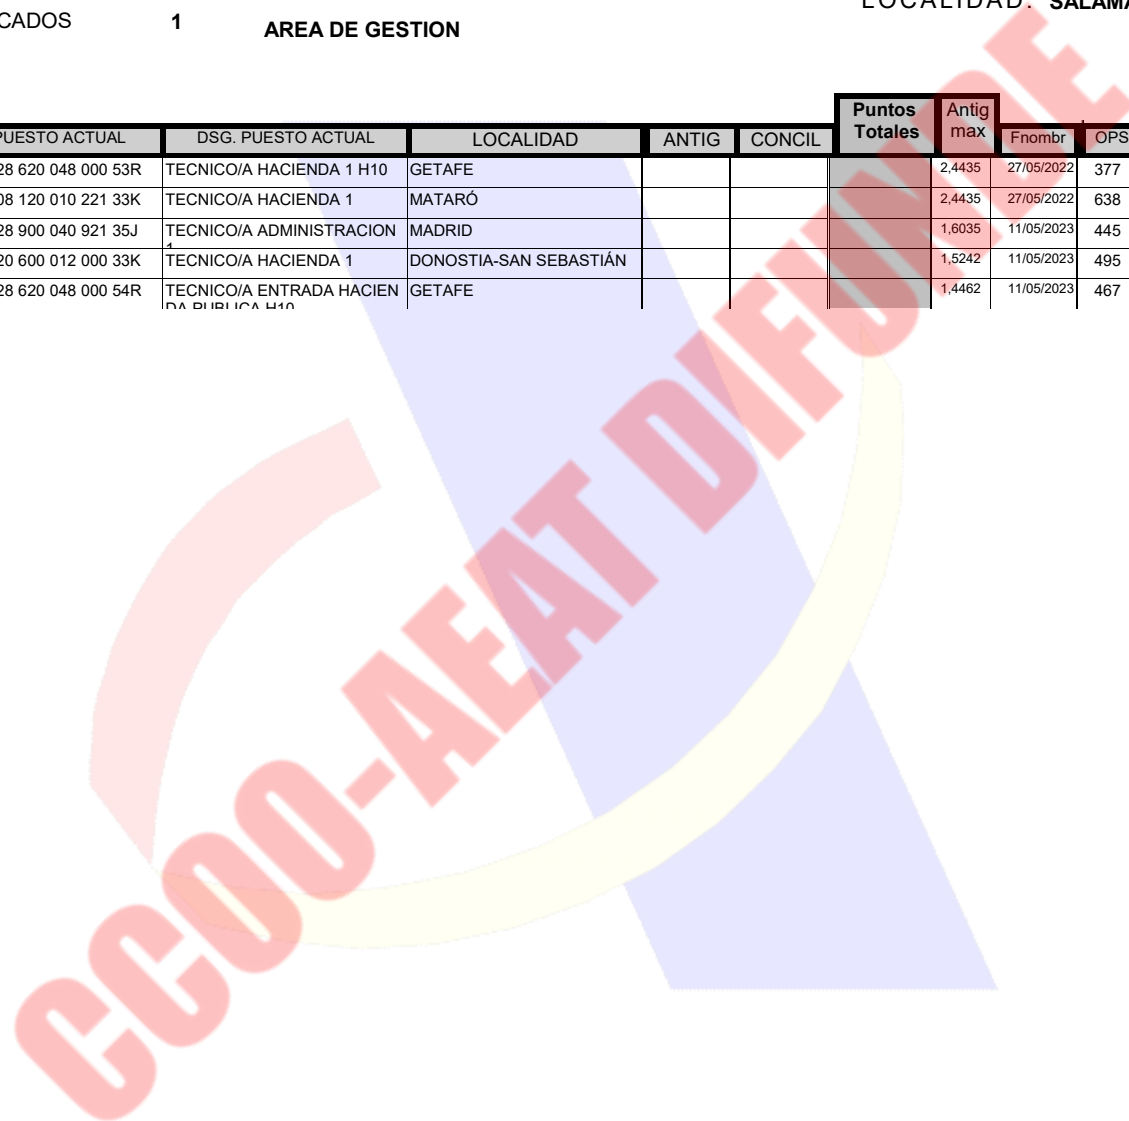 LOCALIDAD: SALAMA
CADOS 1 AREA DE GESTION
Puntos Totales Antig max
PUESTO ACTUAL DSG. PUESTO ACTUAL LOCALIDAD ANTIG CONCIL Fnombr OPS
28 620 048 000 53R TECNICO/A HACIENDA 1 H10 GETAFE 2,4435 27/05/2022 377
08 120 010 221 33K TECNICO/A HACIENDA 1 MATARÓ 2,4435 27/05/2022 638
28 900 040 921 35J TECNICO/A ADMINISTRACION 1 MADRID 1,6035 11/05/2023 445
20 600 012 000 33K TECNICO/A HACIENDA 1 DONOSTIA-SAN SEBASTIÁN 1,5242 11/05/2023 495
28 620 048 000 54R TECNICO/A ENTRADA HACIEN GETAFE 1,4462 11/05/2023 467
DA PUBLICA H10
CCOO-AEAT DIFUNDE